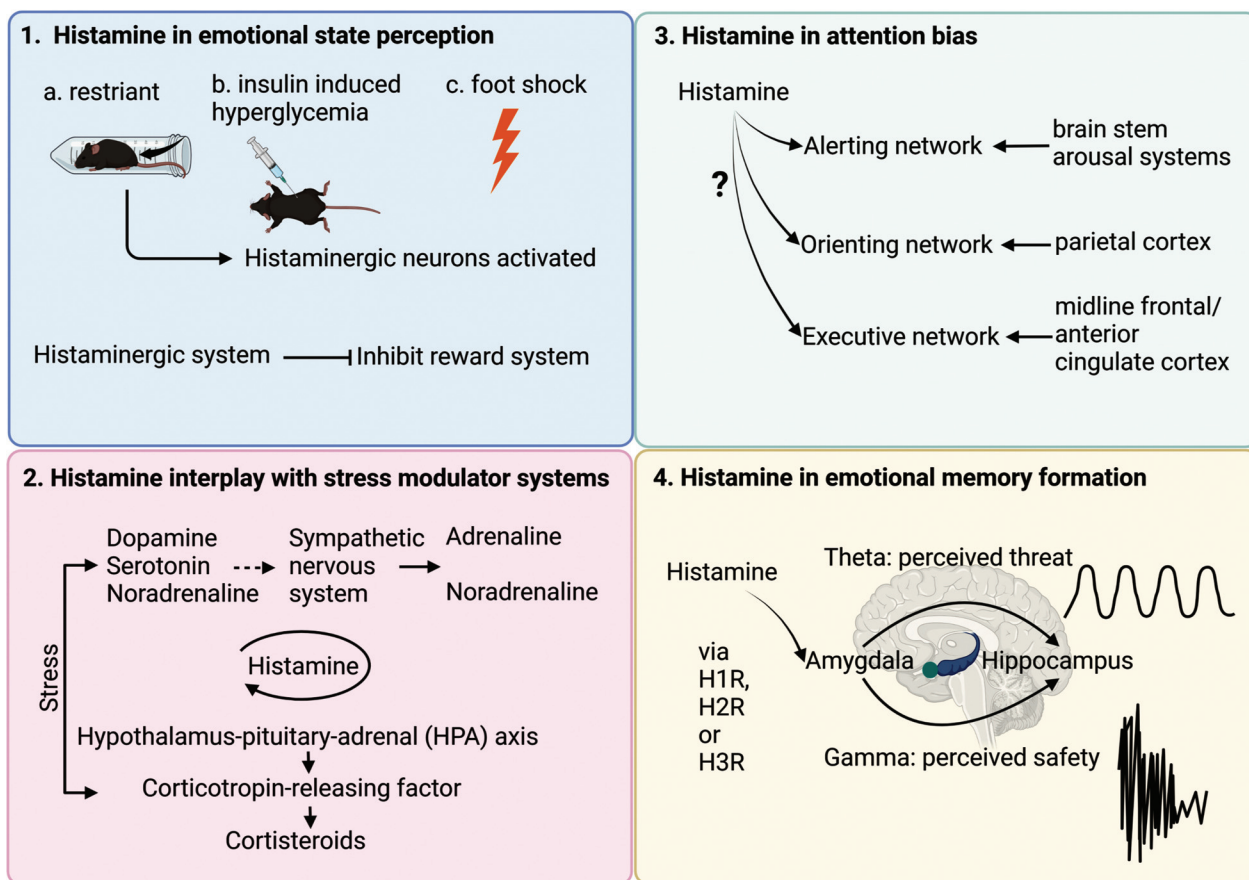 1. Histamine in emotional state perception
a. restriant
b. insulin induced
hyperglycemia
c. foot shock
Histaminergic neurons activated
Histaminergic system
Inhibit reward system
3. Histamine in attention bias
Histamine
?
Alerting network
brain stem
arousal systems
Orienting network
parietal cortex
Executive network
midline frontal/
anterior
cingulate cortex
2. Histamine interplay with stress modulator systems
Stress
Dopamine
Serotonin
Noradrenaline
Sympathetic
nervous
system
Adrenaline
Noradrenaline
Histamine
Hypothalamus-pituitary-adrenal (HPA) axis
Corticotropin-releasing factor
Cortisteroids
4. Histamine in emotional memory formation
Histamine
via
H1R,
H2R
or
H3R
Theta: perceived threat
Amygdala
Hippocampus
Gamma: perceived safety